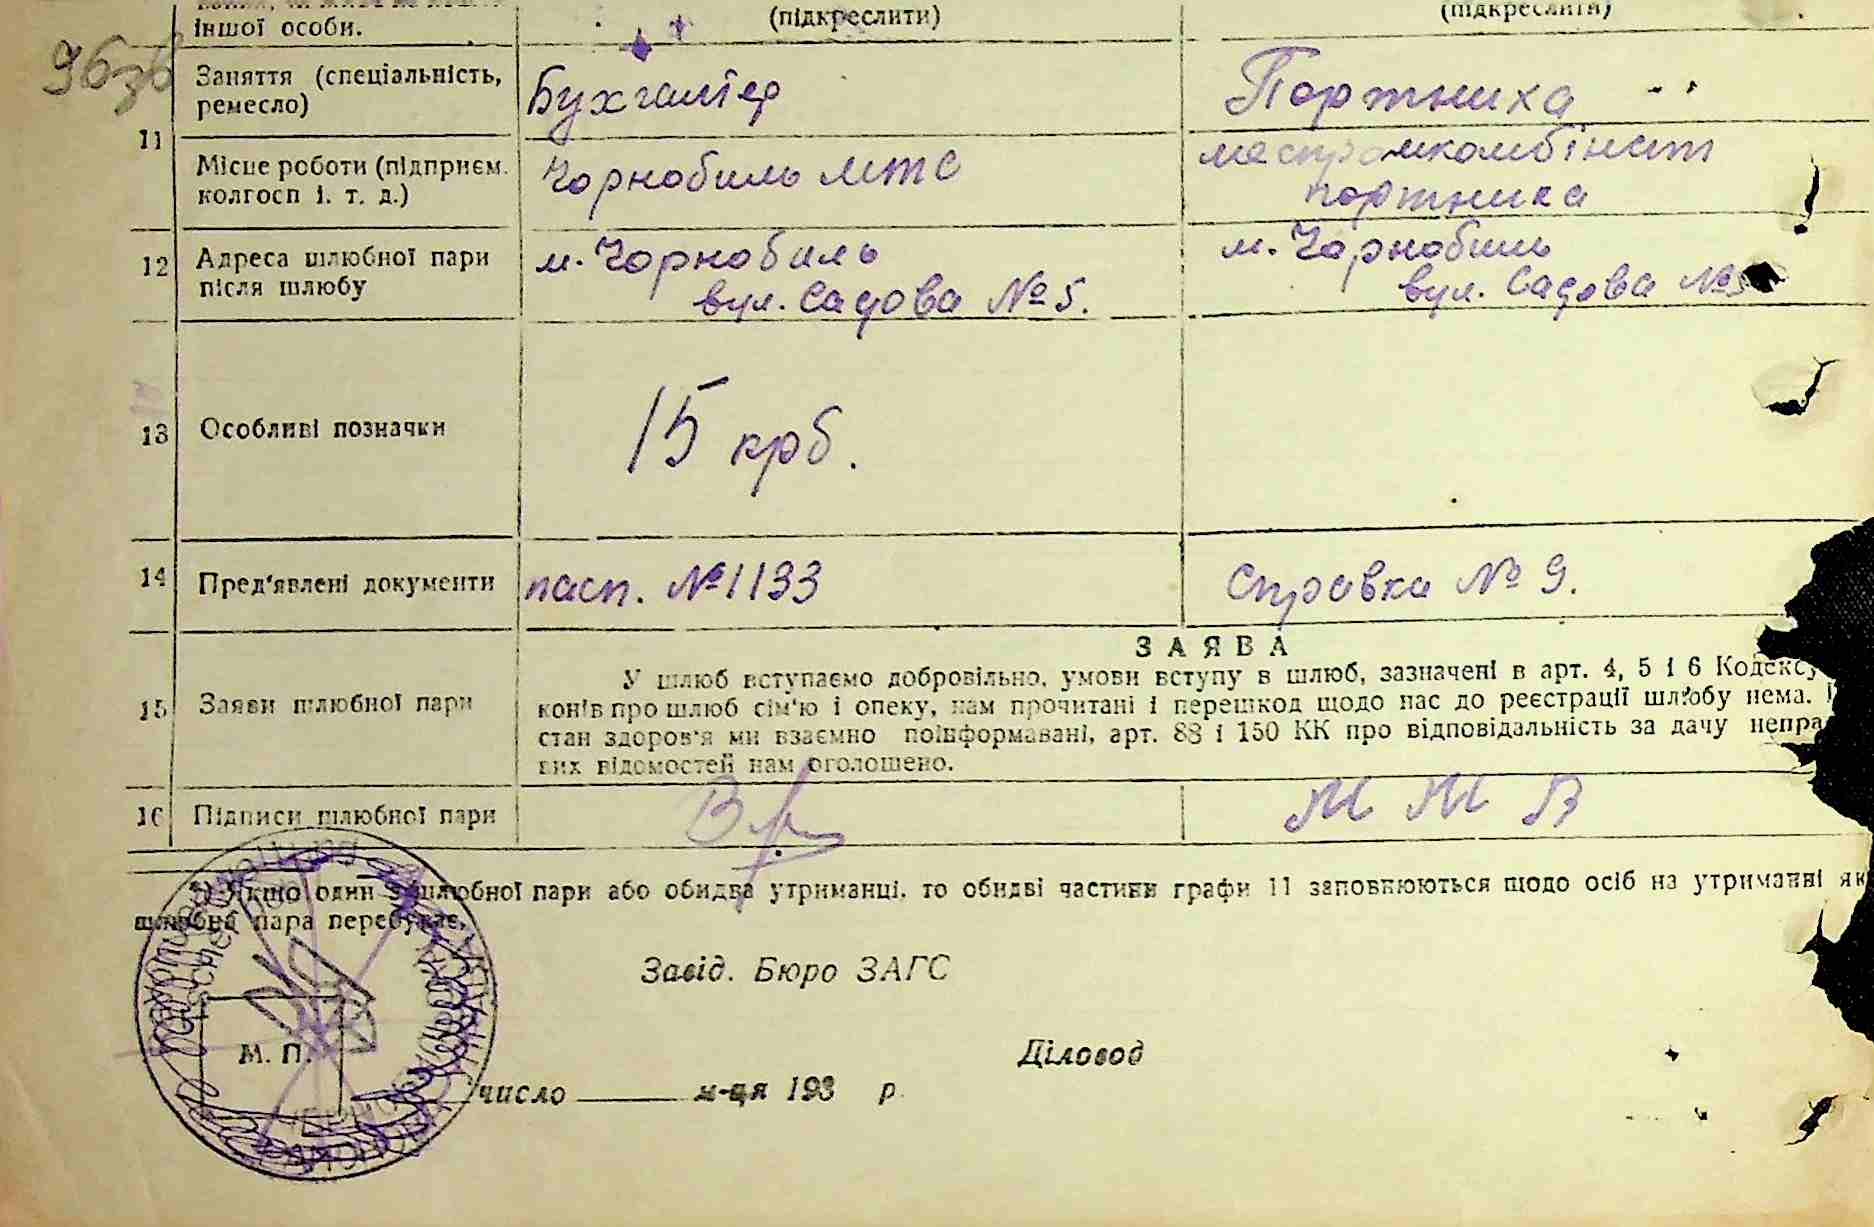 (підкреслити)
(підкреслити)
іншої особи.
Заняття (спеціальність,
ремесло)
Бухгалтер
Портниха
11
Місце роботи (підприєм.
колгосп і. т. д.)
Чорнобиль МТС
меспромкомбінат
портниха
12
Адреса шлюбної пари
після шлюбу
м. Чорнобиль
вул. Садова №5.
м. Чорнобиль
вул. Садова №5
13
Особливі позначки
15 крб.
14
Пред'явлені документи
пасп. №1133
Справка № 9.
ЗАЯВА
15
Заяви шлюбної пари
У шлюб вступаємо добровільно, умови вступу в шлюб, зазначені в арт. 4, 5 і 6 Кодексу
конів про шлюб сім'ю і опеку, нам прочитані і перешкод щодо нас до реєстрації шлюбу нема.
стан здоров'я ми взаємно поінформавані, арт. 88 і 150 КК про відповідальність за дачу непра
вих відомостей нам оголошено.
16
Підписи шлюбної пари
1) Якщо один з шлюбної пари або обидва утриманці, то обидві частини графи 11 заповнюються щодо осіб на утриманні як
шлюбна пара перебуває.
Завід. Бюро ЗАГС
М. П.
Діловод
число м-ця 193 р.